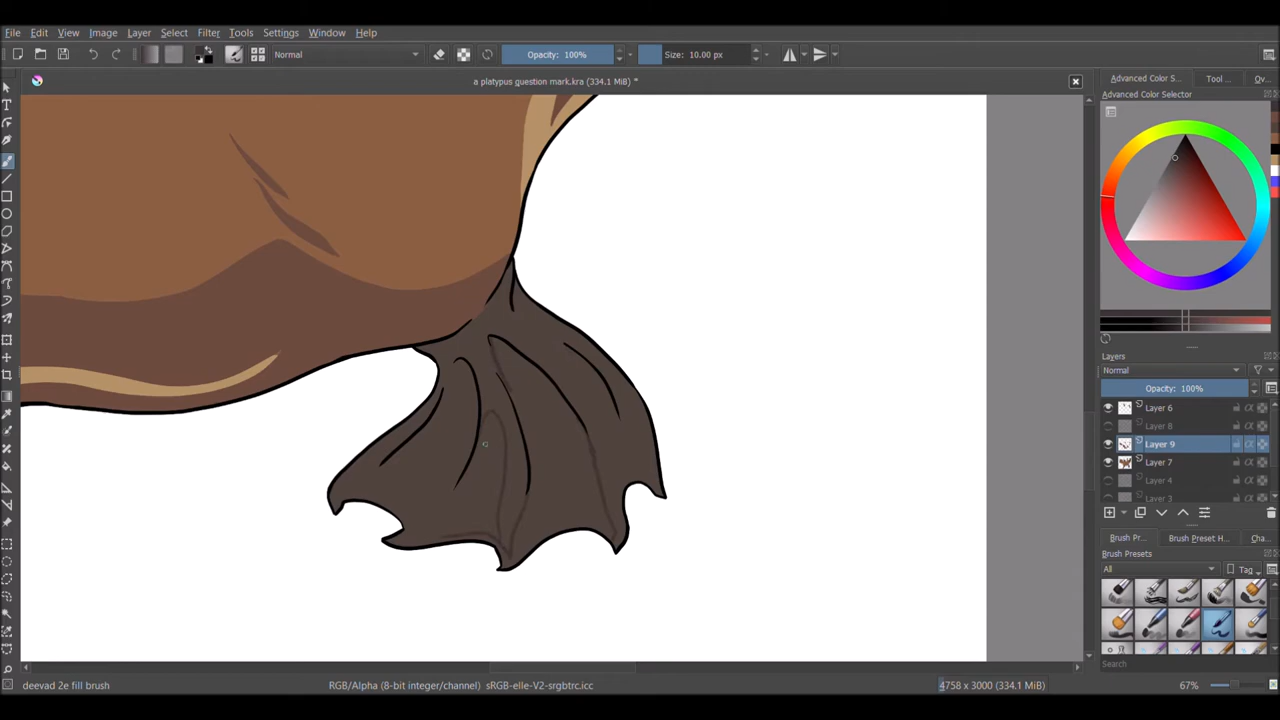 File Edit View Image Layer Select Filter Tools Settings Window Help
Normal Opacity: 100% Size: 10.00 px
a platypus question mark.kra (334.1 MiB) *
Advanced Color S... Tool ... Ov...
Advanced Color Selector
Layers
Normal
Opacity: 100%
Layer 6
Layer 8
Layer 9
Layer 7
Layer 4
Layer 3
Brush Pr... Brush Preset H... Cha...
Brush Presets
All Tag
Search
deevad 2e fill brush RGB/Alpha (8-bit integer/channel) sRGB-elle-V2-srgbtrc.icc 4758 x 3000 (334.1 MiB) 67%